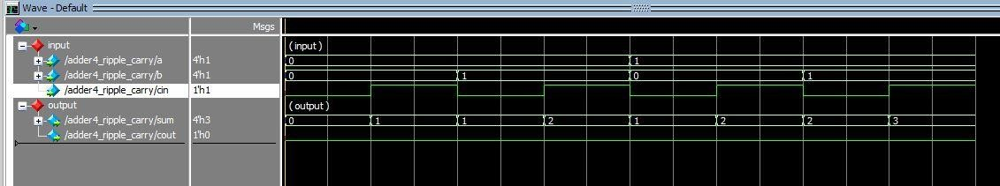 Wave - Default
Msgs
input
(input)
/adder4_ripple_carry/a 4'h1 0 1
/adder4_ripple_carry/b 4'h1 0 1 0 1
/adder4_ripple_carry/cin 1'h1
output
(output)
/adder4_ripple_carry/sum 4'h3 0 1 1 2 1 2 2 3
/adder4_ripple_carry/cout 1'h0